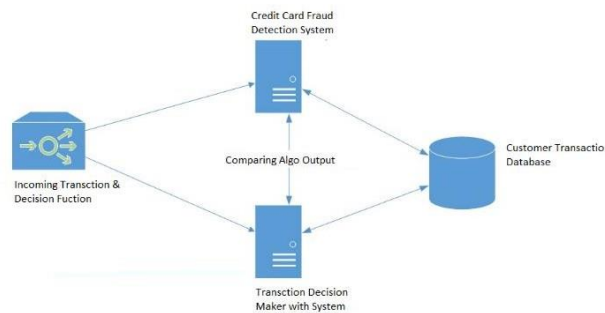 Credit Card Fraud
Detection System
Comparing Algo Output
Customer Transactio
Database
Incoming Transction &
Decision Fuction
Transction Decision
Maker with System